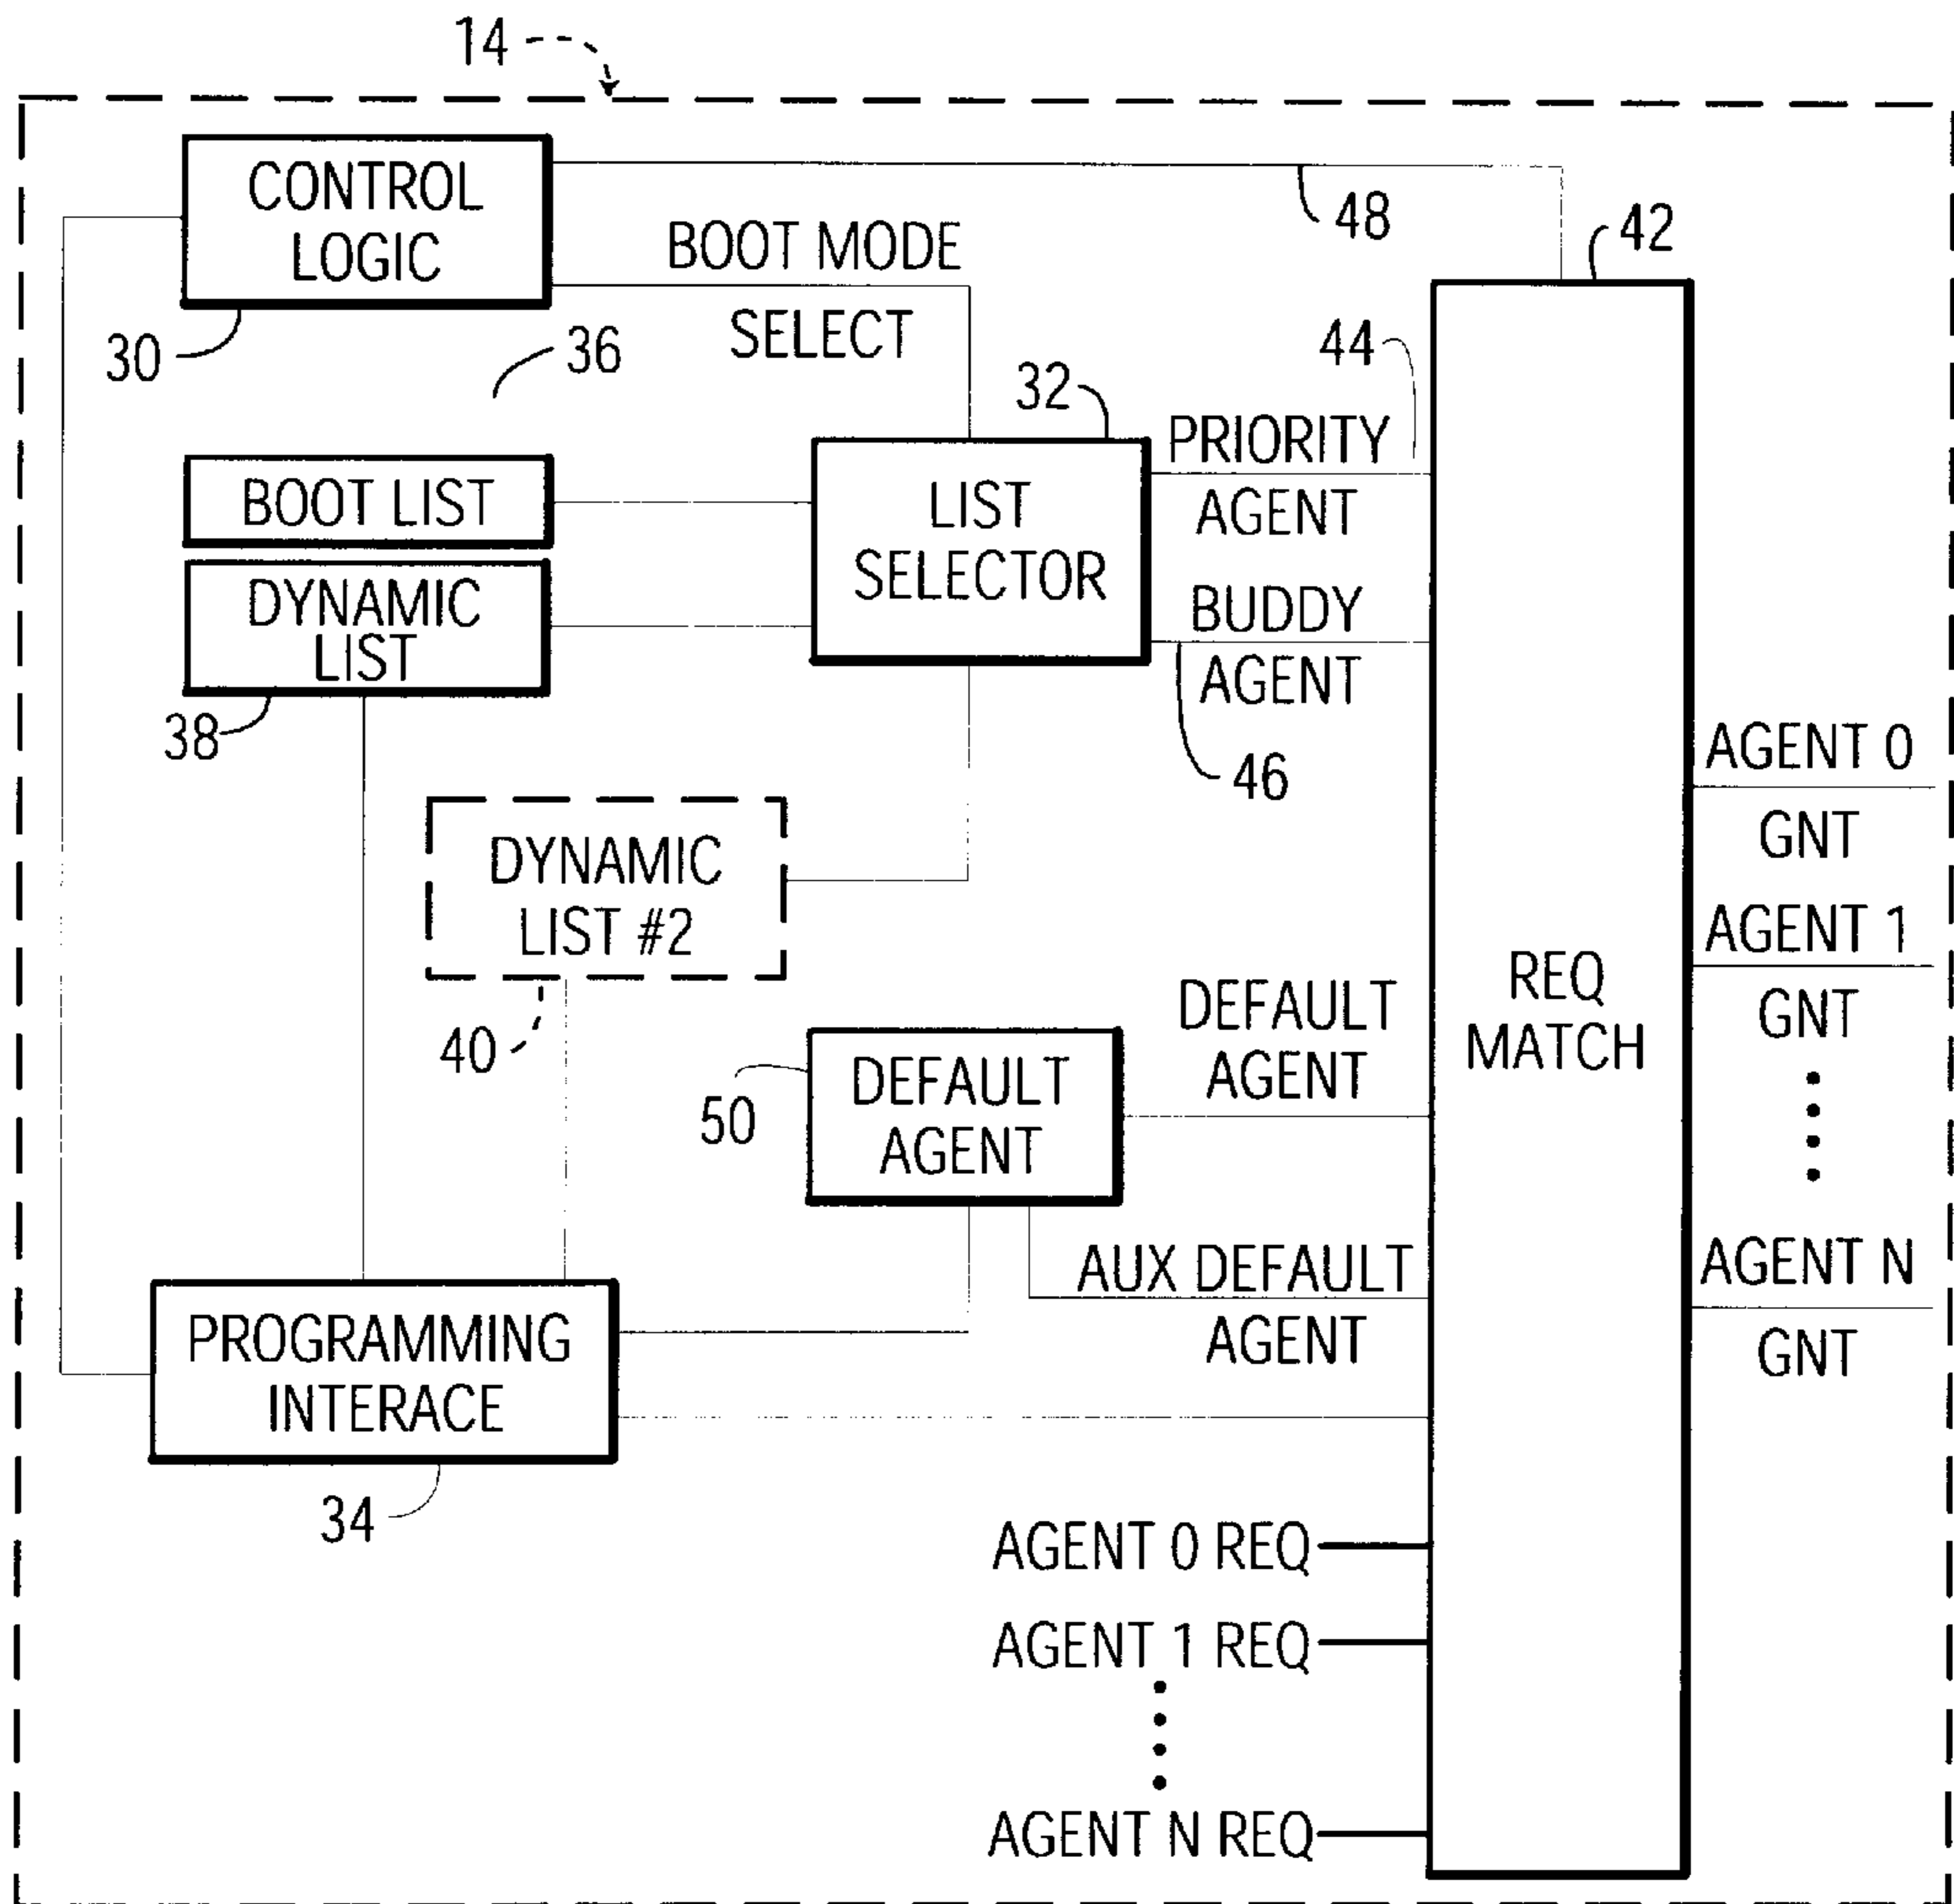 14
CONTROL
LOGIC
48
42
BOOT MODE
SELECT
30
36
44
32
PRIORITY
AGENT
BOOT LIST
LIST
SELECTOR
DYNAMIC
LIST
BUDDY
AGENT
38
46
AGENT 0
GNT
DYNAMIC
LIST #2
AGENT 1
GNT
REQ
MATCH
40
DEFAULT
AGENT
50
DEFAULT
AGENT
AUX DEFAULT
AGENT
AGENT N
GNT
PROGRAMMING
INTERACE
34
AGENT 0 REQ
AGENT 1 REQ
AGENT N REQ